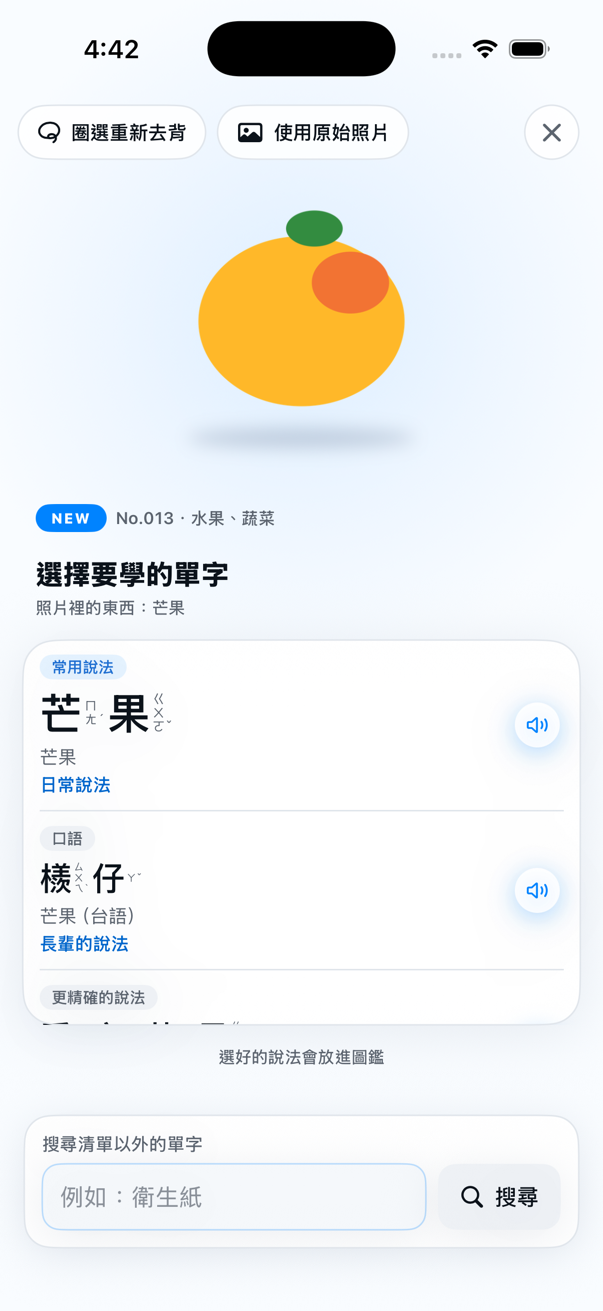 4:42
圈選重新去背
使用原始照片
NEW No.013 · 水果、蔬菜
選擇要學的單字
照片裡的東西：芒果
常用說法
芒ㄇㄤˊ果ㄍㄨㄛˇ
芒果
日常說法
口語
檨ㄙㄨㄟˋ仔ㄚˇ
芒果 (台語)
長輩的說法
更精確的說法
選好的說法會放進圖鑑
搜尋清單以外的單字
例如：衛生紙
搜尋